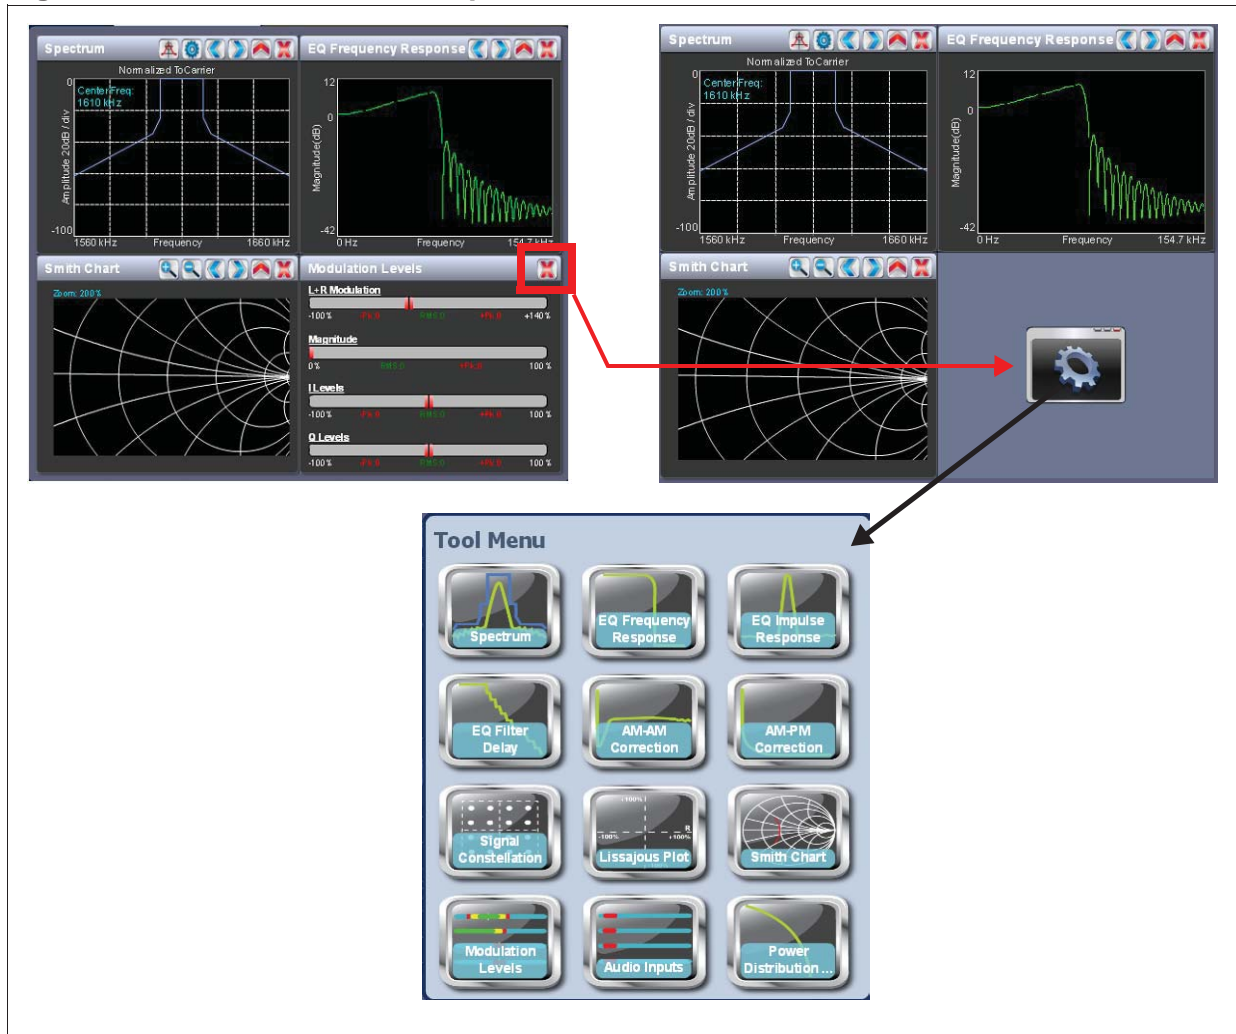 Spectrum
Normalized To Carrier
0
Center Freq:
1610 kHz
Amplitude 20dB / div
-100
1560 kHz
Frequency
1660 kHz
EQ Frequency Response
12
0
Magnitude(dB)
-42
0 Hz
Frequency
154.7 kHz
Smith Chart
Zoom: 200%
Modulation Levels
L+R Modulation
-100%
+140%
Magnitude
0%
100 %
I Levels
-100%
100 %
Q Levels
-100%
100 %
Spectrum
Normalized To Carrier
0
Center Freq:
1610 kHz
Amplitude 20dB / div
-100
1560 kHz
Frequency
1660 kHz
EQ Frequency Response
12
0
Magnitude(dB)
-42
0 Hz
Frequency
154.7 kHz
Smith Chart
Zoom: 200%
Tool Menu
Spectrum
EQ Frequency
Response
EQ Impulse
Response
EQ Filter
Delay
AM-AM
Correction
AM-PM
Correction
Signal
Constellation
+100%
-100%
R
+100%
Lissajous Plot
Smith Chart
Modulation
Levels
Audio Inputs
Power
Distribution ...